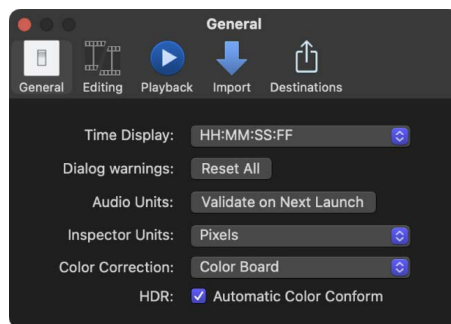 General
General Editing Playback Import Destinations
Time Display: HH:MM:SS:FF
Dialog warnings: Reset All
Audio Units: Validate on Next Launch
Inspector Units: Pixels
Color Correction: Color Board
HDR: Automatic Color Conform